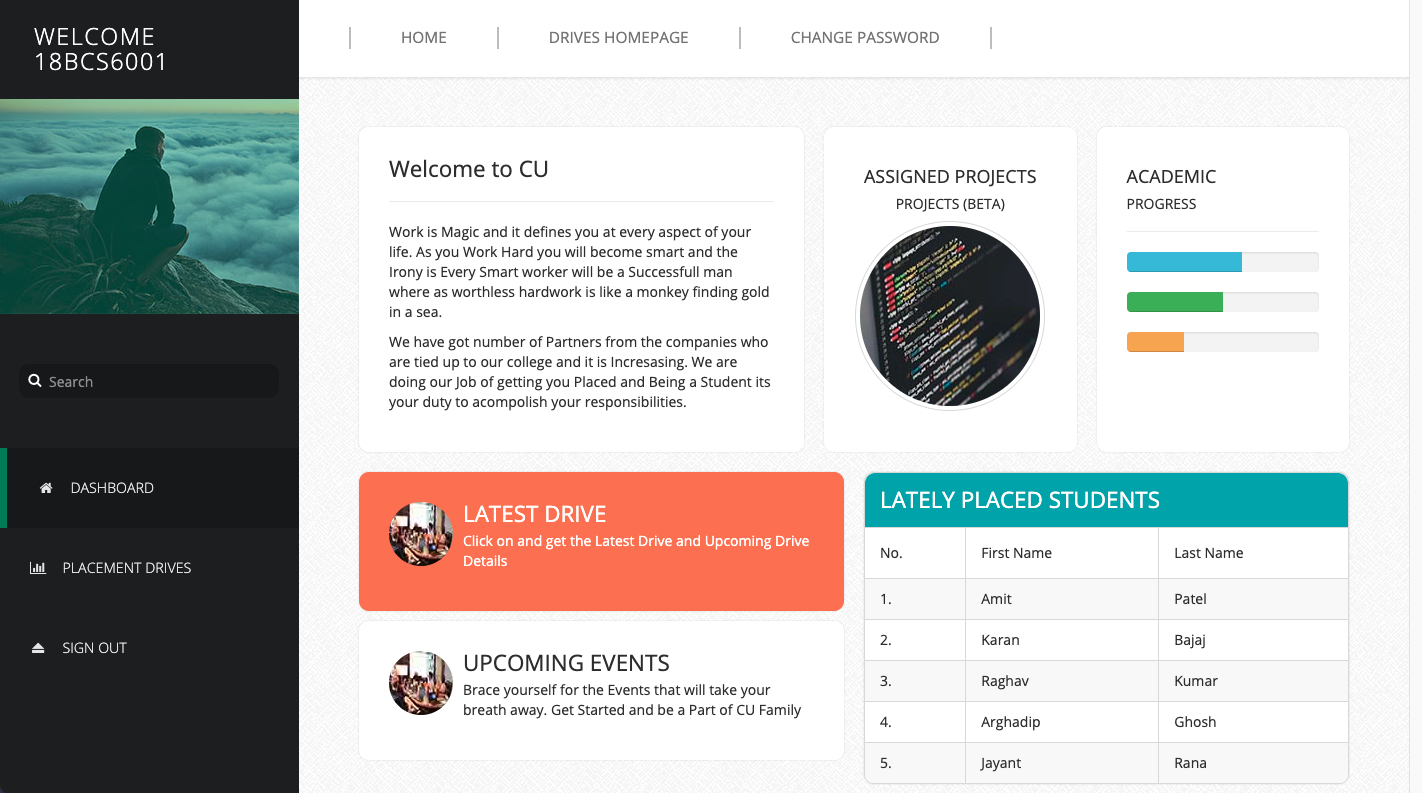 WELCOME
18BCS6001
HOME
DRIVES HOMEPAGE
CHANGE PASSWORD
Search
DASHBOARD
PLACEMENT DRIVES
SIGN OUT
Welcome to CU
Work is Magic and it defines you at every aspect of your
life. As you Work Hard you will become smart and the
Irony is Every Smart worker will be a Successfull man
where as worthless hardwork is like a monkey finding gold
in a sea.
We have got number of Partners from the companies who
are tied up to our college and it is Incresasing. We are
doing our Job of getting you Placed and Being a Student its
your duty to acompolish your responsibilities.
ASSIGNED PROJECTS
PROJECTS (BETA)
ACADEMIC
PROGRESS
LATEST DRIVE
Click on and get the Latest Drive and Upcoming Drive
Details
UPCOMING EVENTS
Brace yourself for the Events that will take your
breath away. Get Started and be a Part of CU Family
LATELY PLACED STUDENTS
No. First Name Last Name
1. Amit Patel
2. Karan Bajaj
3. Raghav Kumar
4. Arghadip Ghosh
5. Jayant Rana